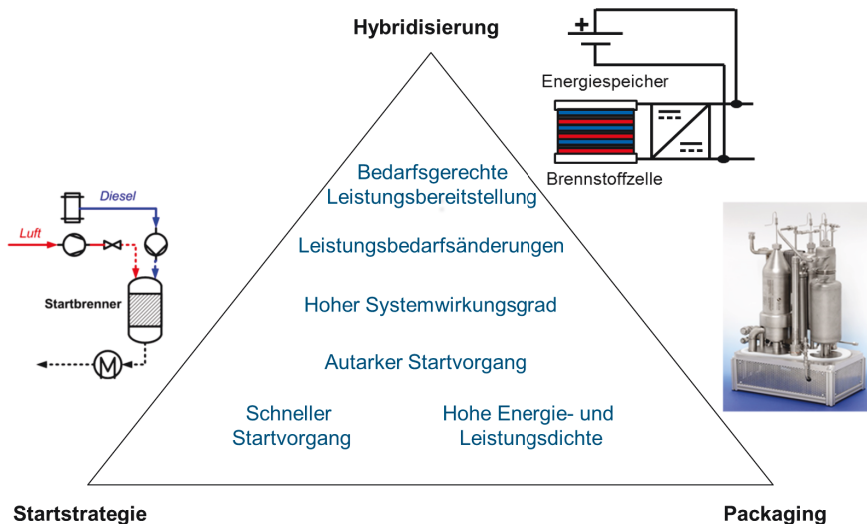 Hybridisierung
+
Energiespeicher
Brennstoffzelle
Diesel
Luft
Startbrenner
M
Bedarfsgerechte
Leistungsbereitstellung
Leistungsbedarfsänderungen
Hoher Systemwirkungsgrad
Autarker Startvorgang
Schneller
Startvorgang
Hohe Energie- und
Leistungsdichte
Startstrategie
Packaging